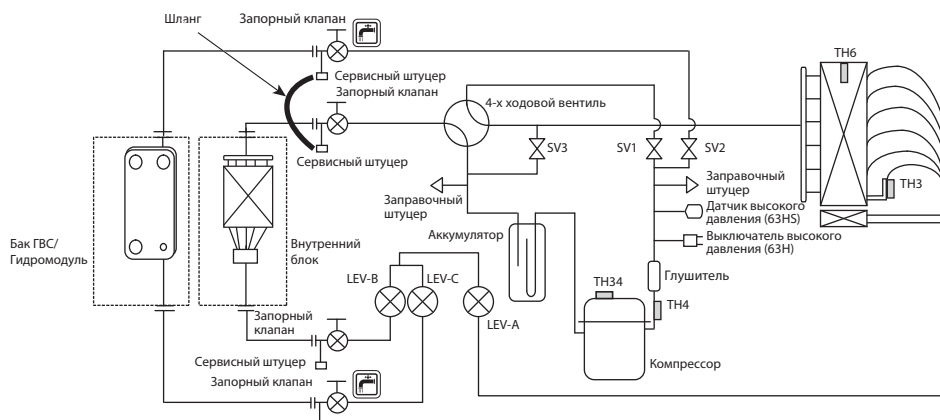 Шланг
Запорный клапан
Сервисный штуцер
Запорный клапан
4-х ходовой вентиль
TH6
Сервисный штуцер
SV3
SV1
SV2
TH3
Заправочный
штуцер
Заправочный
штуцер
Датчик высокого
давления (63HS)
Выключатель высокого
давления (63H)
Аккумулятор
Бак ГВС/
Гидромодуль
Внутренний
блок
LEV-B
LEV-C
LEV-A
Глушитель
TH34
TH4
Запорный
клапан
Сервисный штуцер
Компрессор
Запорный клапан